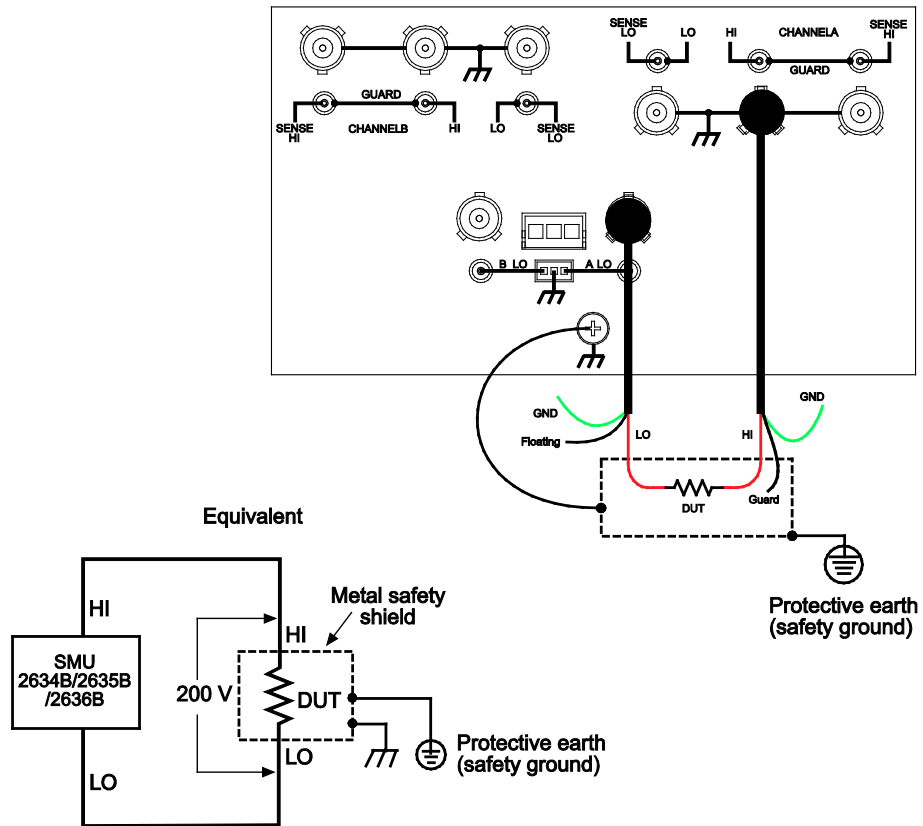 SENSE
LO
LO
HI
CHANNELA
SENSE
HI
GUARD
GUARD
SENSE
HI
CHANNELB
HI
LO
SENSE
LO
B LO
A LO
GND
Floating
LO
HI
GND
DUT
Guard
Protective earth
(safety ground)
Equivalent
HI
SMU
2634B/2635B
/2636B
LO
200 V
Metal safety
shield
HI
DUT
LO
Protective earth
(safety ground)